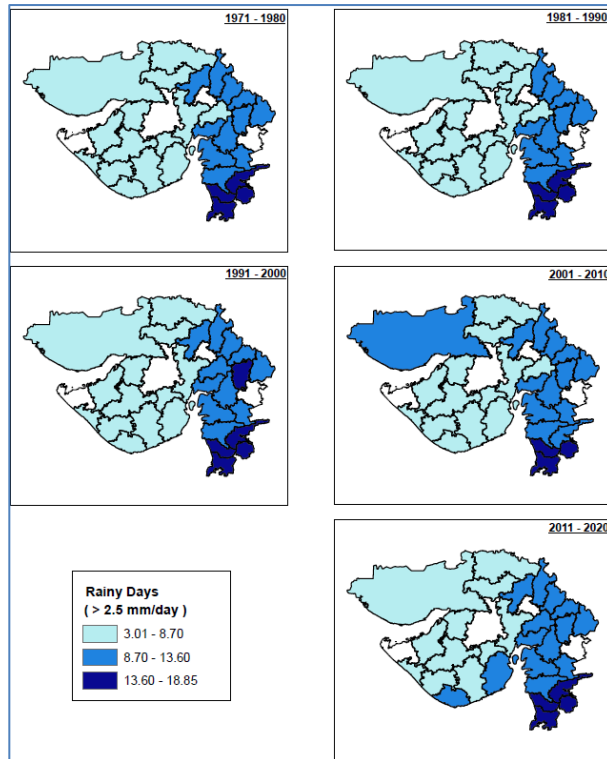 1971 - 1980
1981 - 1990
1991 - 2000
2001 - 2010
2011 - 2020
Rainy Days
( > 2.5 mm/day )
3.01 - 8.70
8.70 - 13.60
13.60 - 18.85